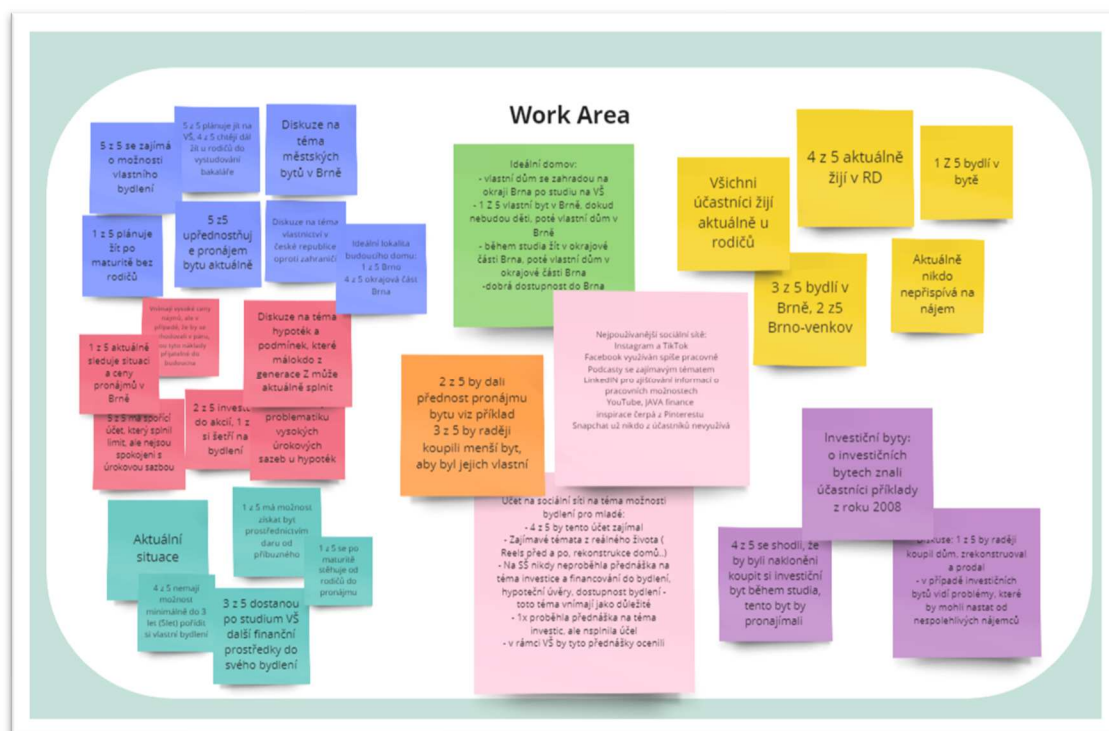 Work Area
5 z 5 se zajímá
o možnosti
vlastního
bydlení
5 z 5 plánuje jít na
VŠ, 4 z 5 chtějí dál
žít u rodičů do
vystudování
bakaláře
Diskuze na
téma
městských
bytů v Brně
1 z 5 plánuje
žít po
maturitě bez
rodičů
5 z5
upřednostňuj
e pronájem
bytu aktuálně
Diskuze na téma
vlastnictví v
české republice
oproti zahraničí
Ideální lokalita
budoucího domu:
1 z 5 Brno
4 z 5 okrajová část
Brna
Vnímají vysoké ceny
nájmů, ale v
případě, že by se
v páru,
tyto náklady
přijatelné do
budoucna
Diskuze na téma
hypoték a
podmínek, které
málokdo z
generace Z může
aktuálně splnit
1 z 5 aktuálně
sleduje situaci
a ceny
pronájmů v
Brně
5 z 5 má spořící
účet, který splnil
limit, ale nejsou
spokojeni s
úrokovou sazbou
2 z 5
do akcií, 1 z
si šetří na
bydlení
problematiku
vysokých
úrokových
sazeb u hypoték
Aktuální
situace
1 z 5 má možnost
získat byt
prostřednictvím
daru od
příbuzného
1 z 5 se po
maturitě
stěhuje od
rodičů do
pronájmu
4 z 5 nemají
možnost
minimálně do 3
let (5let) pořídit
si vlastní bydlení
3 z 5 dostanou
po studium VŠ
další finanční
prostředky do
svého bydlení
Ideální domov:
- vlastní dům se zahradou na
okraji Brna po studiu na VŠ
- 1 Z 5 vlastní byt v Brně, dokud
nebudou děti, poté vlastní dům v
Brně
- během studia žít v okrajové
části Brna, poté vlastní dům v
okrajové části Brna
-dobrá dostupnost do Brna
Nejpoužívanější sociální sítě:
Instagram a TikTok
Facebook využíván spíše pracovně
Podcasty se zajímavým tématem
LinkedIN pro zjišťování informací o
pracovních možnostech
YouTube, JAVA finance
inspirace čerpá z Pinterestu
Snapchat už nikdo z účastníků nevyužívá
2 z 5 by dali
přednost pronájmu
bytu viz příklad
3 z 5 by raději
koupili menší byt,
aby byl jejich vlastní
Účet na sociální síti na téma možnosti
bydlení pro mladé:
- 4 z 5 by tento účet zajímal
- Zajímavé témata z reálného života (
Reels před a po, rekonstrukce domů..)
- Na SŠ nikdy neproběhla přednáška na
téma investice a financování do bydlení,
hypoteční úvěry, dostupnost bydlení -
toto téma vnímají jako důležité
- 1x proběhla přednáška na téma
investic, ale nsplnila účel
- v rámci VŠ by tyto přednášky ocenili
Všichni
účastníci žijí
aktuálně u
rodičů
4 z 5 aktuálně
žijí v RD
1 Z 5 bydlí v
bytě
3 z 5 bydlí v
Brně, 2 z5
Brno-venkov
Aktuálně
nikdo
nepřispívá na
nájem
Investiční byty:
o investičních
bytech znali
účastníci příklady
z roku 2008
4 z 5 se shodli, že
by byli nakloněni
koupit si investiční
byt během studia,
tento byt by
pronajímali
Diskuse: 1 z 5 by raději
koupil dům, zrekonstruoval
a prodal
- v případě investičních
bytů vidí problémy, které
by mohli nastat od
nespolehlivých nájemců